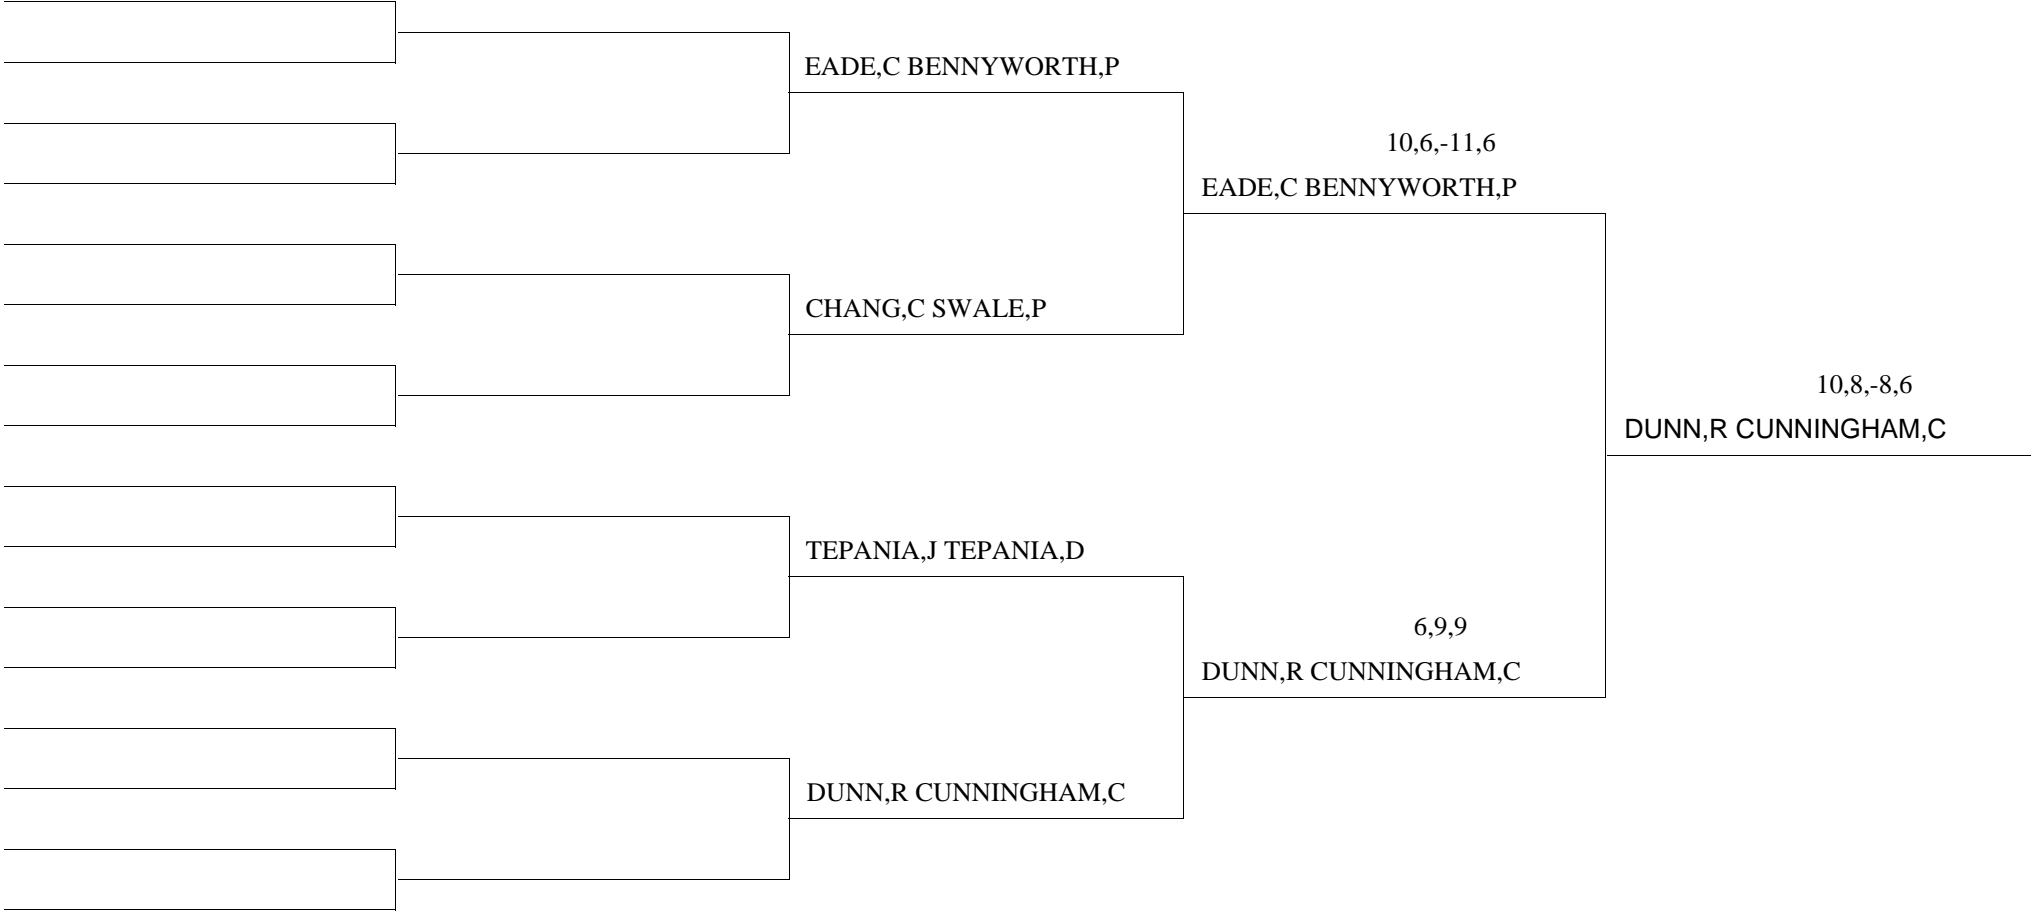 EADE,C BENNYWORTH,P
10,6,-11,6
EADE,C BENNYWORTH,P
CHANG,C SWALE,P
10,8,-8,6
DUNN,R CUNNINGHAM,C
TEPANIA,J TEPANIA,D
6,9,9
DUNN,R CUNNINGHAM,C
DUNN,R CUNNINGHAM,C